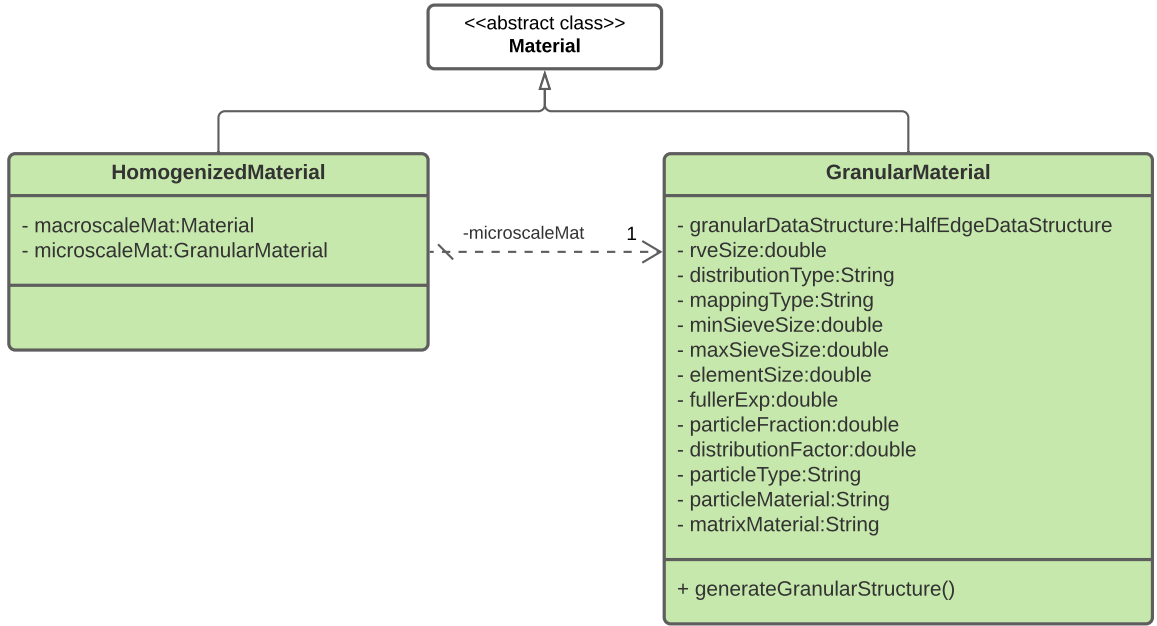 <<abstract class>>
Material
HomogenizedMaterial
- macroscaleMat:Material
- microscaleMat:GranularMaterial
-microscaleMat
1
GranularMaterial
- granularDataStructure:HalfEdgeDataStructure
- rveSize:double
- distributionType:String
- mappingType:String
- minSieveSize:double
- maxSieveSize:double
- elementSize:double
- fullerExp:double
- particleFraction:double
- distributionFactor:double
- particleType:String
- particleMaterial:String
- matrixMaterial:String
+ generateGranularStructure()